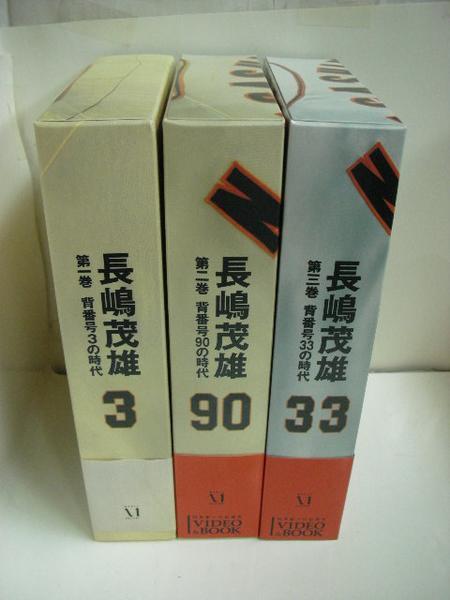 長嶋茂雄
第一巻 背番号3の時代
3
長嶋茂雄
第二巻 背番号90の時代
90
VIDEO
&BOOK
長嶋茂雄
第三巻 背番号33の時代
33
VIDEO
&BOOK